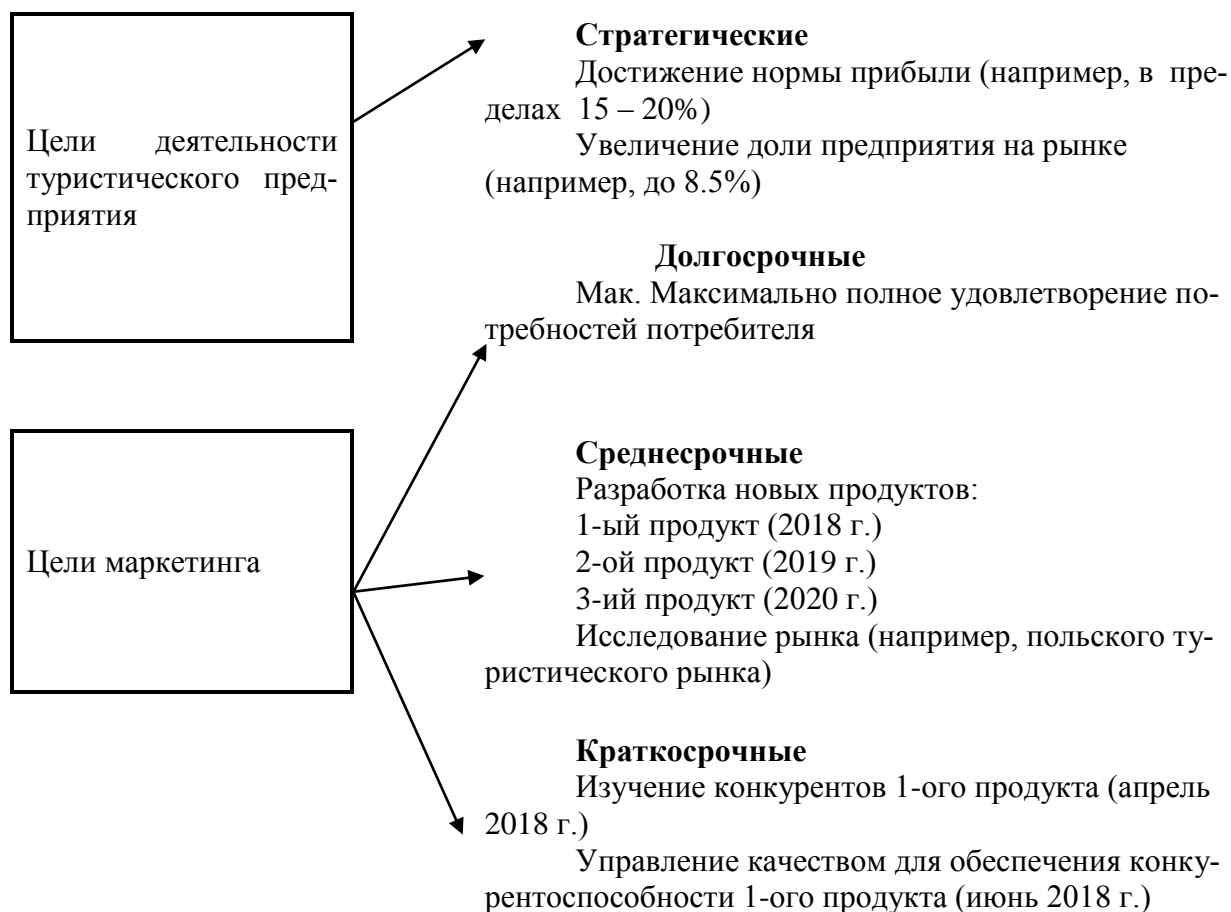 Цели деятельности
туристического пред-
приятия
Стратегические
Достижение нормы прибыли (например, в пре-
делах 15 – 20%)
Увеличение доли предприятия на рынке
(например, до 8.5%)
Долгосрочные
Мак. Максимально полное удовлетворение по-
требностей потребителя
Цели маркетинга
Среднесрочные
Разработка новых продуктов:
1-ый продукт (2018 г.)
2-ой продукт (2019 г.)
3-ий продукт (2020 г.)
Исследование рынка (например, польского ту-
ристического рынка)
Краткосрочные
Изучение конкурентов 1-ого продукта (апрель
2018 г.)
Управление качеством для обеспечения конку-
рентоспособности 1-ого продукта (июнь 2018 г.)